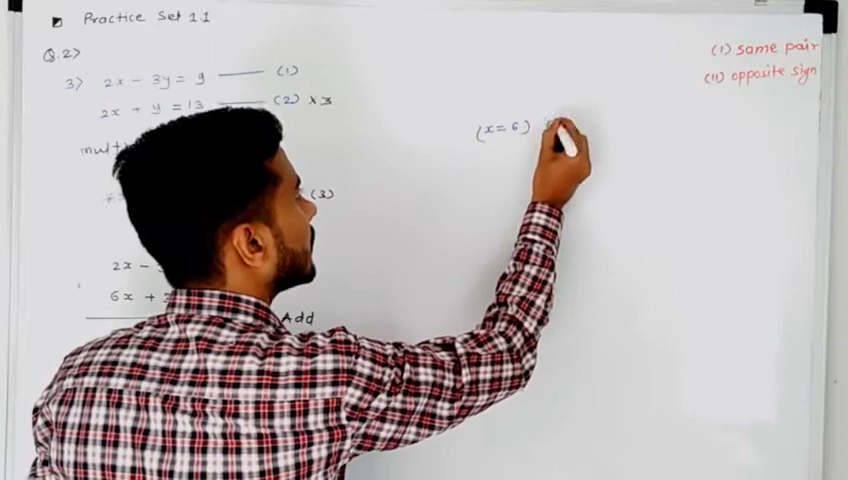 Practice Set 1.1
Q.2>
3) 2x - 3y = 9 —— (1)
2x + y = 13 —— (2) × 3
(3)
2x -
6x +
Add
(x = 6)
(I) same pair
(II) opposite sign